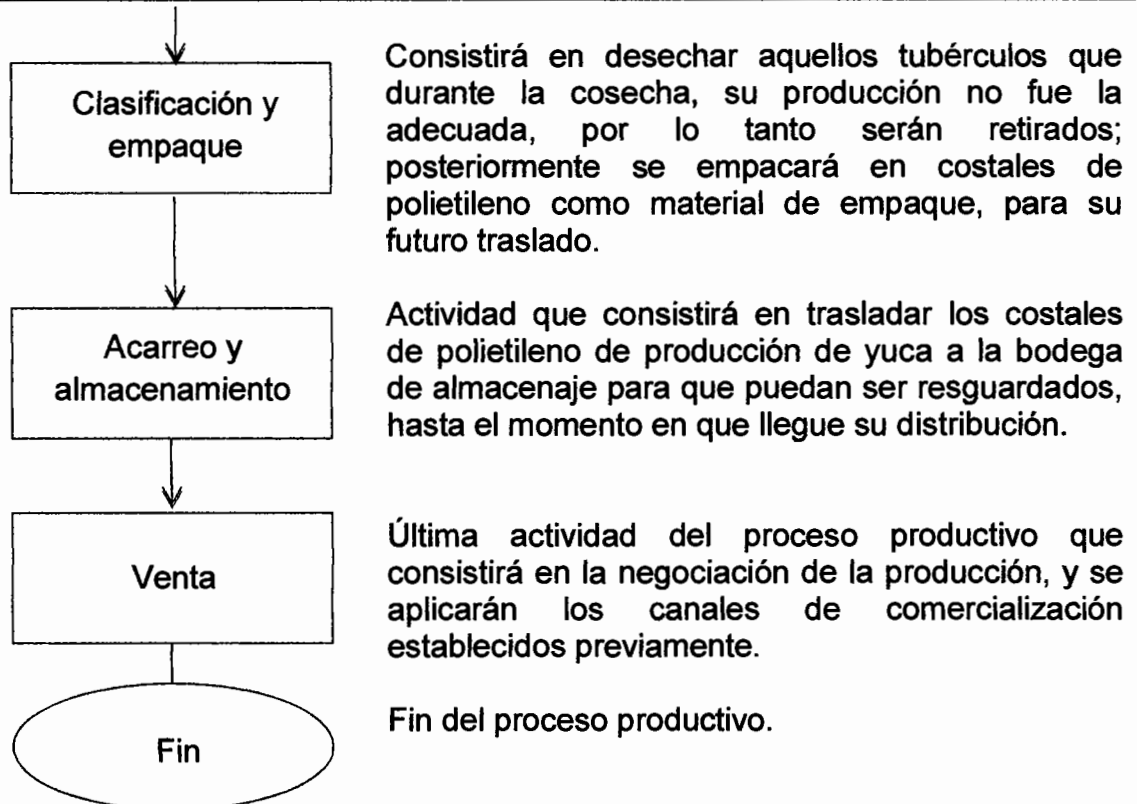 Clasificación y
empaque
Consistirá en desechar aquellos tubérculos que
durante la cosecha, su producción no fue la
adecuada, por lo tanto serán retirados;
posteriormente se empacará en costales de
polietileno como material de empaque, para su
futuro traslado.
Acarreo y
almacenamiento
Actividad que consistirá en trasladar los costales
de polietileno de producción de yuca a la bodega
de almacenaje para que puedan ser resguardados,
hasta el momento en que llegue su distribución.
Venta
Última actividad del proceso productivo que
consistirá en la negociación de la producción, y se
aplicarán los canales de comercialización
establecidos previamente.
Fin
Fin del proceso productivo.